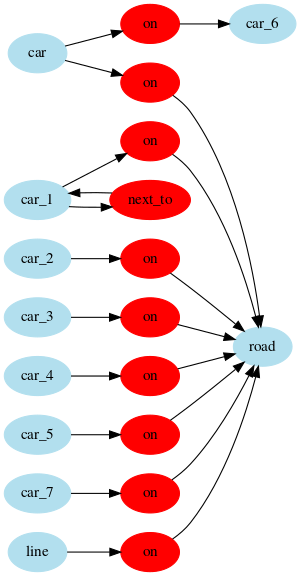 on
car_6
car
on
on
car_1
next_to
car_2
on
car_3
on
road
car_4
on
car_5
on
car_7
on
line
on